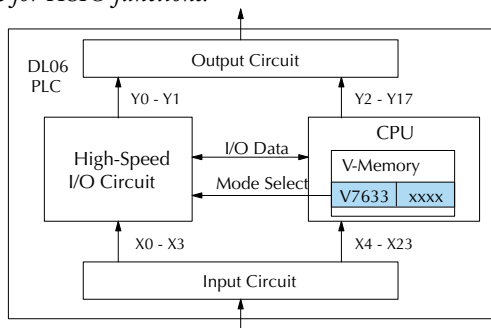 for HSIO functions.
DL06
PLC
Output Circuit
Y0 - Y1
Y2 - Y17
High-Speed
I/O Circuit
I/O Data
Mode Select
CPU
V-Memory
V7633
xxxx
X0 - X3
X4 - X23
Input Circuit